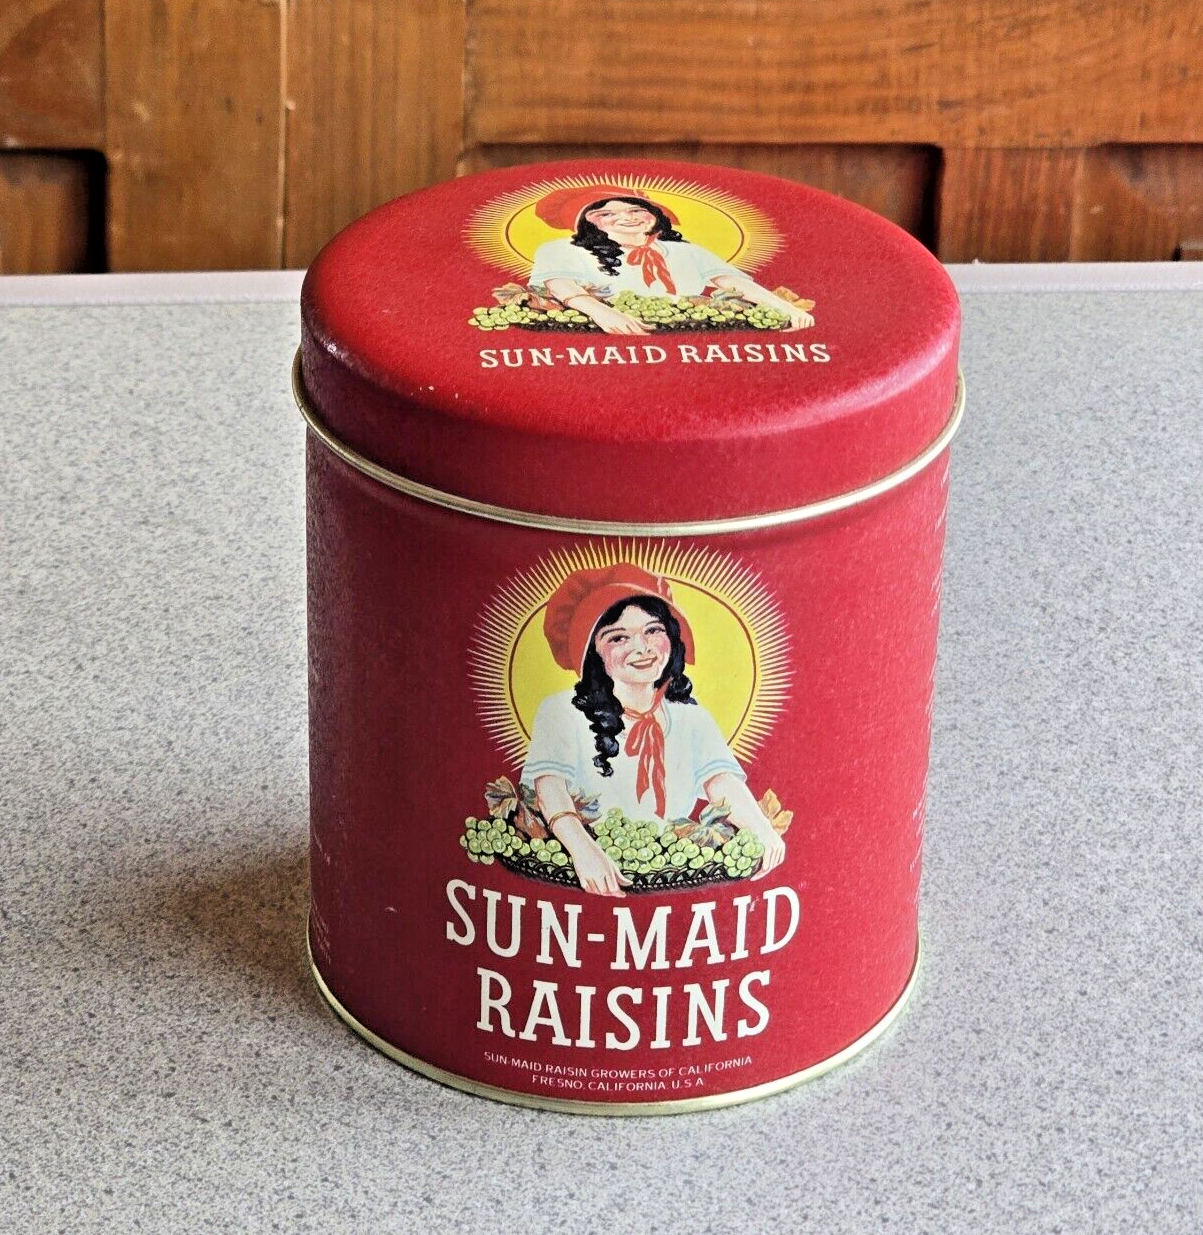 SUN-MAID RAISINS
SUN-MAID
RAISINS
SUN-MAID RAISIN GROWERS OF CALIFORNIA
FRESNO, CALIFORNIA. U.S A